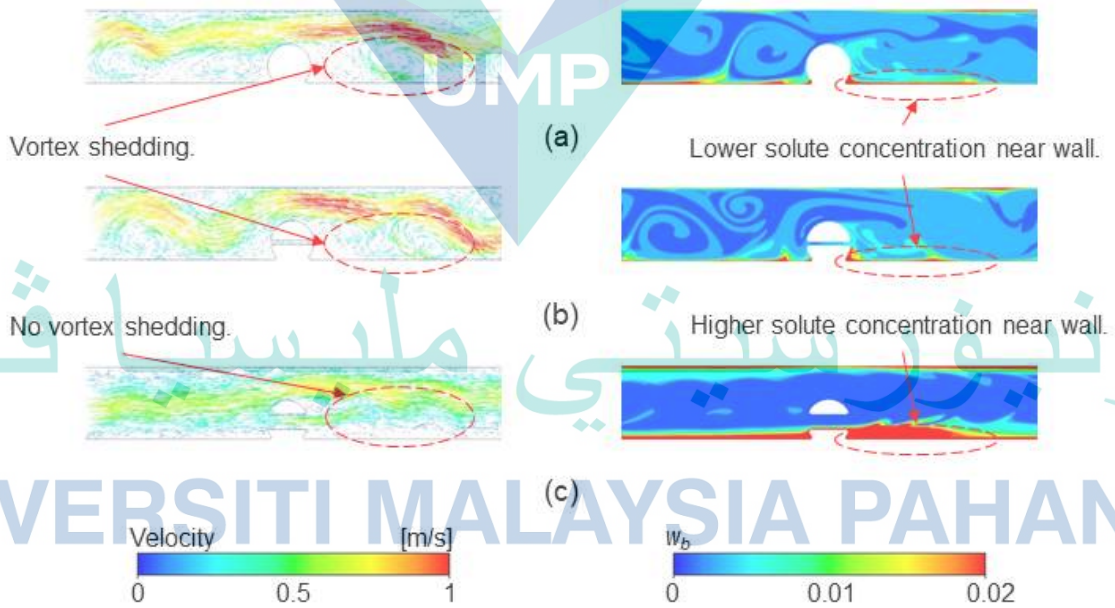 UMP
(a)
Vortex shedding.
Lower solute concentration near wall.
(b)
No vortex shedding.
Higher solute concentration near wall.
(c)
VERSITI MALAYSIA PAHAN
Velocity [m/s]
0 0.5 1
w_b
0 0.01 0.02